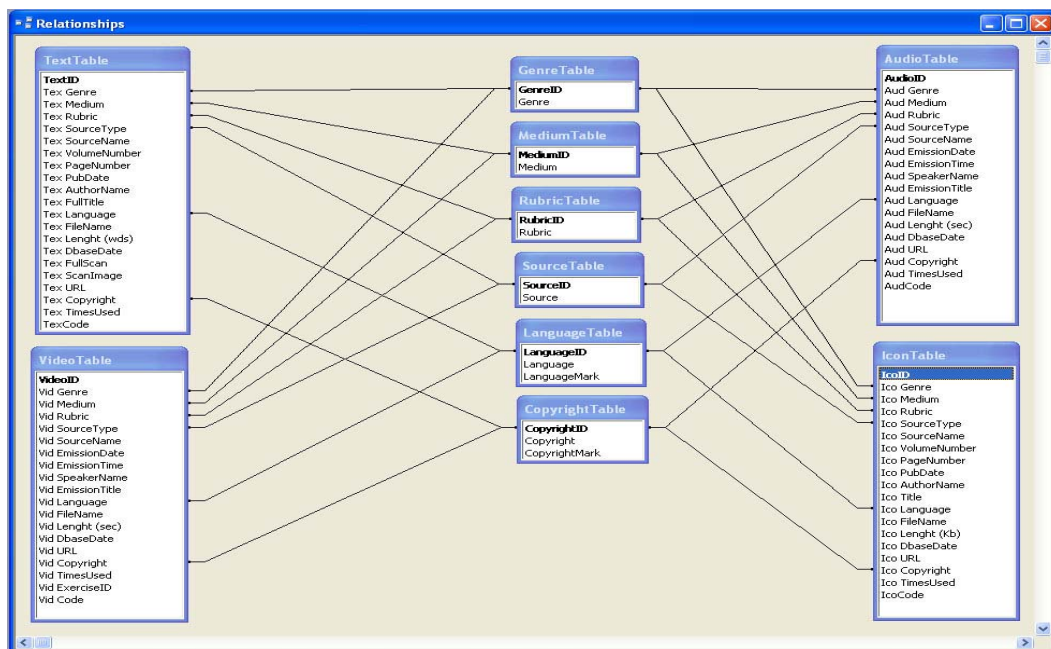 Relationships
TextTable
TextID
Tex Genre
Tex Medium
Tex Rubric
Tex SourceType
Tex SourceName
Tex VolumeNumber
Tex PageNumber
Tex PubDate
Tex AuthorName
Tex FullTitle
Tex Language
Tex FileName
Tex Lenght (wds)
Tex DbaseDate
Tex FullScan
Tex ScanImage
Tex URL
Tex Copyright
Tex TimesUsed
TexCode
VideoTable
VideoID
Vid Genre
Vid Medium
Vid Rubric
Vid SourceType
Vid SourceName
Vid EmissionDate
Vid EmissionTime
Vid SpeakerName
Vid EmissionTitle
Vid Language
Vid FileName
Vid Lenght (sec)
Vid DbaseDate
Vid URL
Vid Copyright
Vid TimesUsed
Vid ExerciseID
Vid Code
GenreTable
GenreID
Genre
MediumTable
MediumID
Medium
RubricTable
RubricID
Rubric
SourceTable
SourceID
Source
LanguageTable
LanguageID
Language
LanguageMark
CopyrightTable
CopyrightID
Copyright
CopyrightMark
AudioTable
AudioID
Aud Genre
Aud Medium
Aud Rubric
Aud SourceType
Aud SourceName
Aud EmissionDate
Aud EmissionTime
Aud SpeakerName
Aud EmissionTitle
Aud Language
Aud FileName
Aud Lenght (sec)
Aud DbaseDate
Aud URL
Aud Copyright
Aud TimesUsed
AudCode
IconTable
IcoID
Ico Genre
Ico Medium
Ico Rubric
Ico SourceType
Ico SourceName
Ico VolumeNumber
Ico PageNumber
Ico PubDate
Ico AuthorName
Ico Title
Ico Language
Ico FileName
Ico Lenght (Kb)
Ico DbaseDate
Ico URL
Ico Copyright
Ico TimesUsed
IcoCode